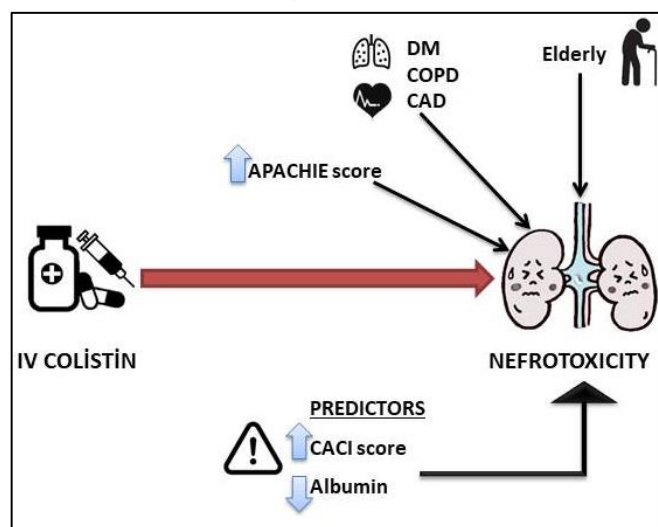 DM
COPD
CAD
Elderly
APACHIE score
IV COLİSTİN
NEFROTOXICITY
PREDICTORS
CACI score
Albumin